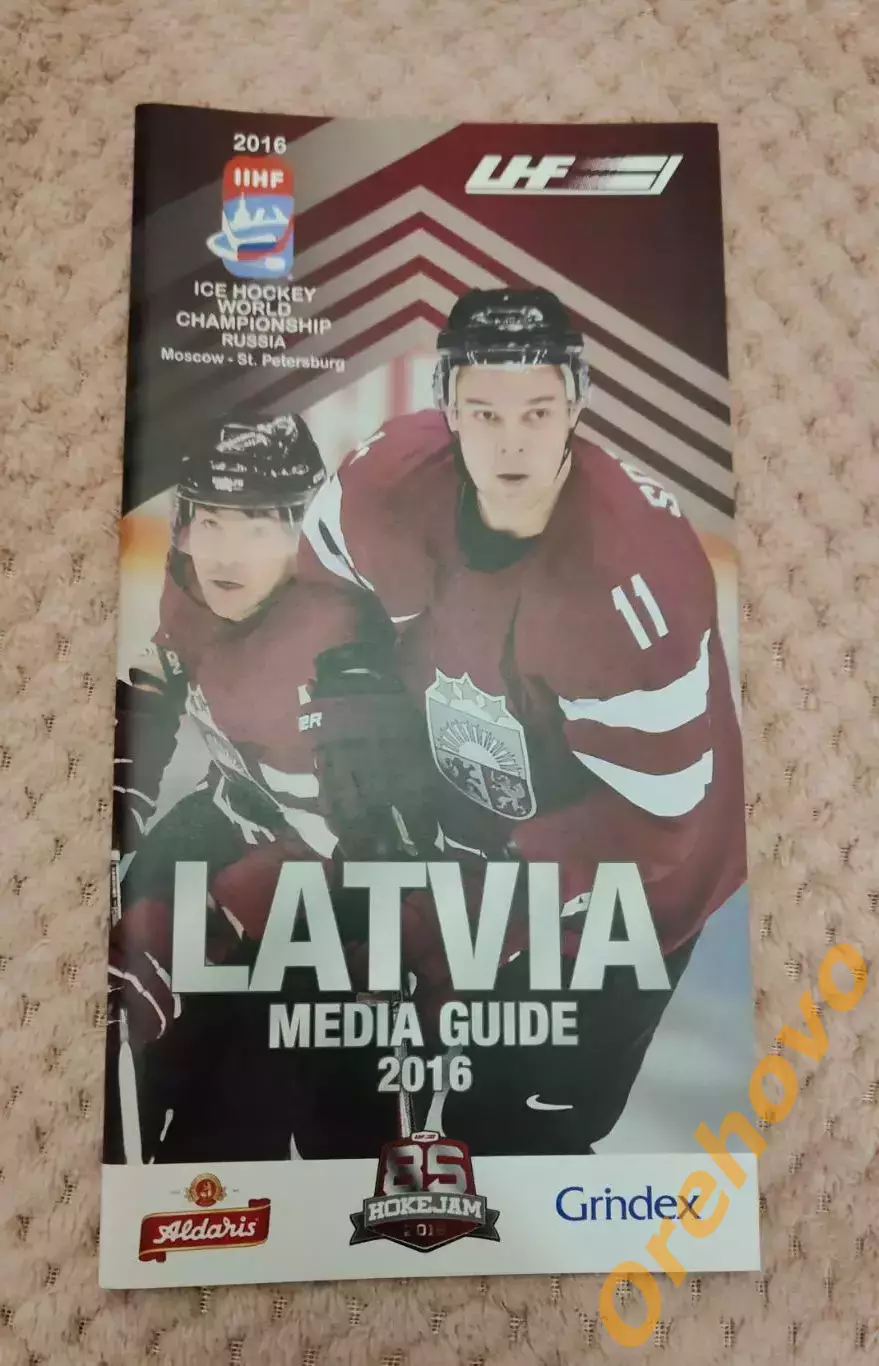 2016
IIHF
ICE HOCKEY
WORLD
CHAMPIONSHIP
RUSSIA
Moscow - St. Petersburg
LHF
11
LATVIA
MEDIA GUIDE
2016
Aldaris
85
HOKEJAM
Grindex
Orehovo